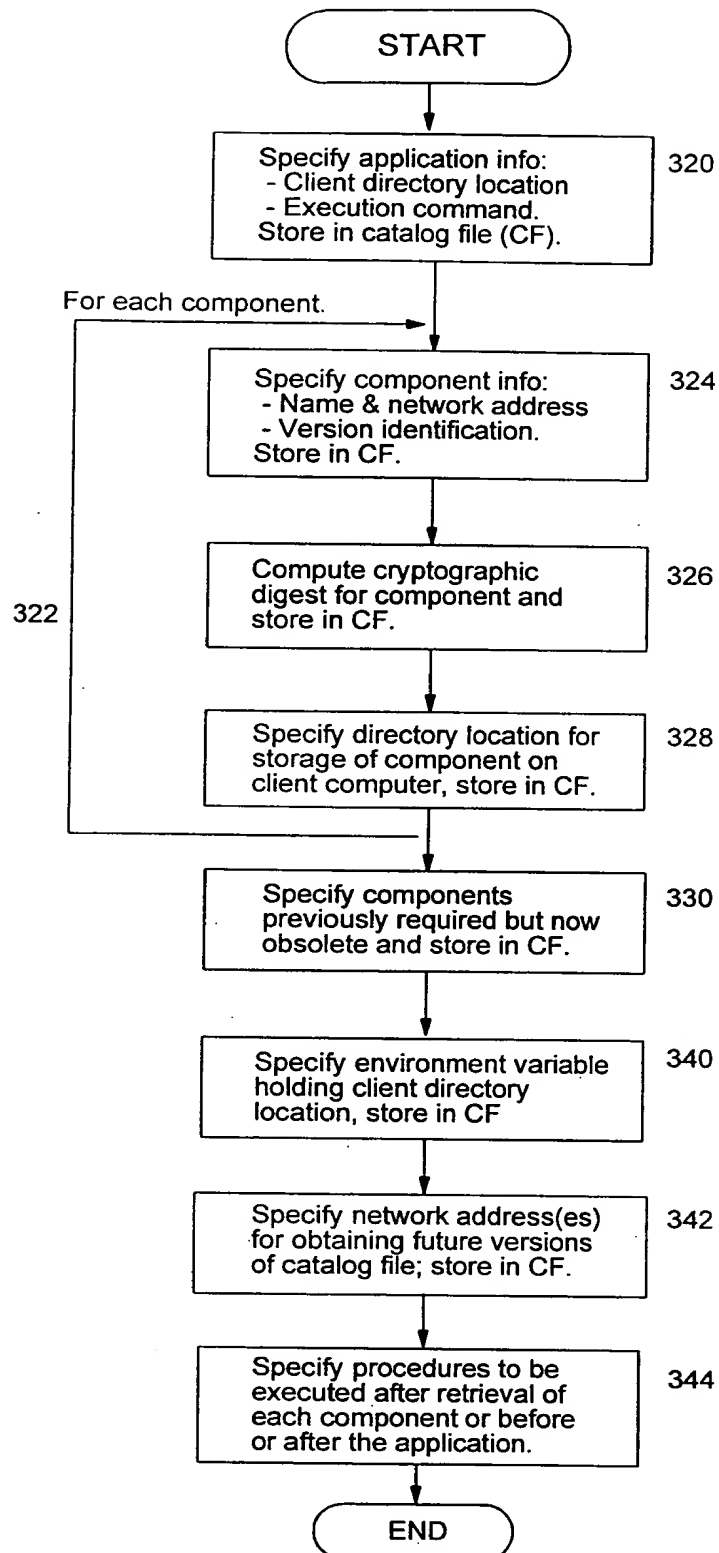 START
Specify application info:
- Client directory location
- Execution command.
Store in catalog file (CF).
320
For each component.
Specify component info:
- Name & network address
- Version identification.
Store in CF.
324
Compute cryptographic
digest for component and
store in CF.
326
322
Specify directory location for
storage of component on
client computer, store in CF.
328
Specify components
previously required but now
obsolete and store in CF.
330
Specify environment variable
holding client directory
location, store in CF
340
Specify network address(es)
for obtaining future versions
of catalog file; store in CF.
342
Specify procedures to be
executed after retrieval of
each component or before
or after the application.
344
END